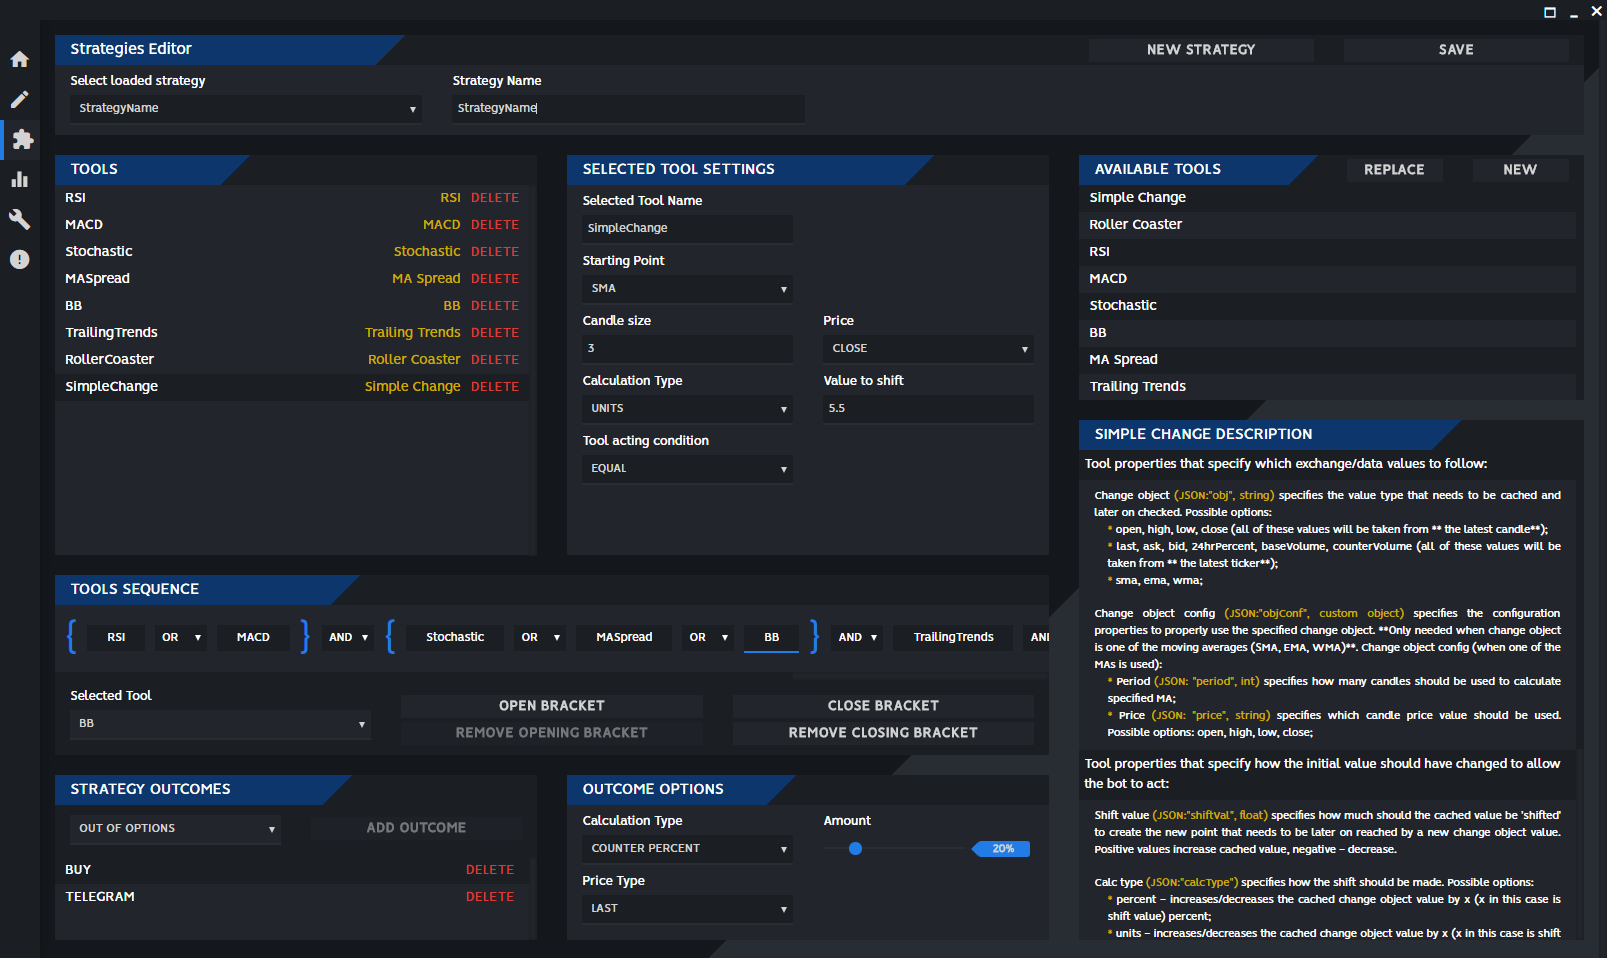 Strategies Editor
NEW STRATEGY
SAVE
Select loaded strategy
Strategy Name
StrategyName
StrategyName
TOOLS
RSI RSI DELETE
MACD MACD DELETE
Stochastic Stochastic DELETE
MASpread MA Spread DELETE
BB BB DELETE
TrailingTrends Trailing Trends DELETE
RollerCoaster Roller Coaster DELETE
SimpleChange Simple Change DELETE
SELECTED TOOL SETTINGS
Selected Tool Name
SimpleChange
Starting Point
SMA
Candle size
Price
3
CLOSE
Calculation Type
Value to shift
UNITS
5.5
Tool acting condition
EQUAL
AVAILABLE TOOLS
REPLACE
NEW
Simple Change
Roller Coaster
RSI
MACD
Stochastic
BB
MA Spread
Trailing Trends
SIMPLE CHANGE DESCRIPTION
Tool properties that specify which exchange/data values to follow:
Change object (JSON:"obj", string) specifies the value type that needs to be cached and
later on checked. Possible options:
* open, high, low, close (all of these values will be taken from ** the latest candle**);
* last, ask, bid, 24hrPercent, baseVolume, counterVolume (all of these values will be
taken from ** the latest ticker**);
* sma, ema, wma;
Change object config (JSON:"objConf", custom object) specifies the configuration
properties to properly use the specified change object. **Only needed when change object
is one of the moving averages (SMA, EMA, WMA)**. Change object config (when one of the
MAs is used):
* Period (JSON: "period", int) specifies how many candles should be used to calculate
specified MA;
* Price (JSON: "price", string) specifies which candle price value should be used.
Possible options: open, high, low, close;
Tool properties that specify how the initial value should have changed to allow
the bot to act:
Shift value (JSON:"shiftVal", float) specifies how much should the cached value be 'shifted'
to create the new point that needs to be later on reached by a new change object value.
Positive values increase cached value, negative – decrease.
Calc type (JSON:"calcType") specifies how the shift should be made. Possible options:
* percent – increases/decreases the cached change object value by x (x in this case is
shift value) percent;
* units – increases/decreases the cached change object value by x (x in this case is shift
TOOLS SEQUENCE
{ RSI OR MACD } AND { Stochastic OR MASpread OR BB } AND TrailingTrends AN
Selected Tool
BB
OPEN BRACKET
CLOSE BRACKET
REMOVE OPENING BRACKET
REMOVE CLOSING BRACKET
STRATEGY OUTCOMES
OUT OF OPTIONS
ADD OUTCOME
BUY DELETE
TELEGRAM DELETE
OUTCOME OPTIONS
Calculation Type
Amount
COUNTER PERCENT
20%
Price Type
LAST